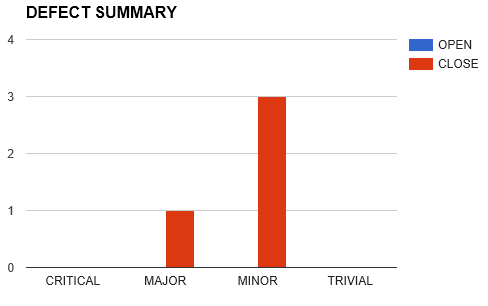 DEFECT SUMMARY
4
3
2
1
0
CRITICAL MAJOR MINOR TRIVIAL
OPEN
CLOSE